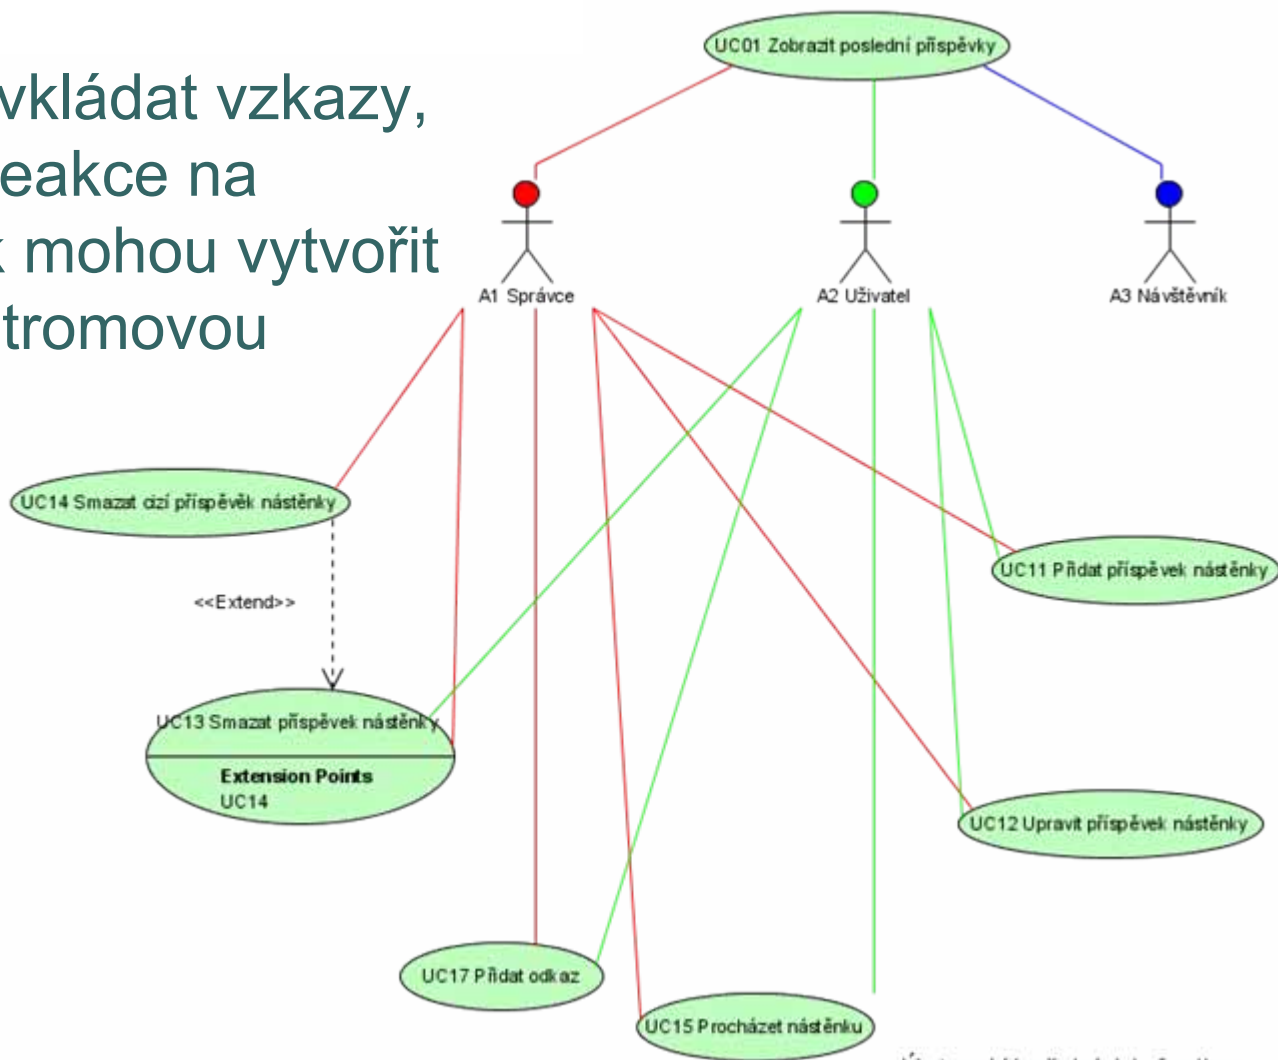 UC01 Zobrazit poslední příspěvky
vkládat vzkazy,
eakce na
k mohou vytvořit
tromovou
A1 Správce
A2 Uživatel
A3 Návštěvník
UC14 Smazat cizí příspěvěk nástěnky
UC11 Přidat příspěvek nástěnky
<<Extend>>
UC13 Smazat příspěvek nástěnky
Extension Points
UC14
UC12 Upravit příspěvek nástěnky
UC17 Přidat odkaz
UC15 Procházet nástěnku